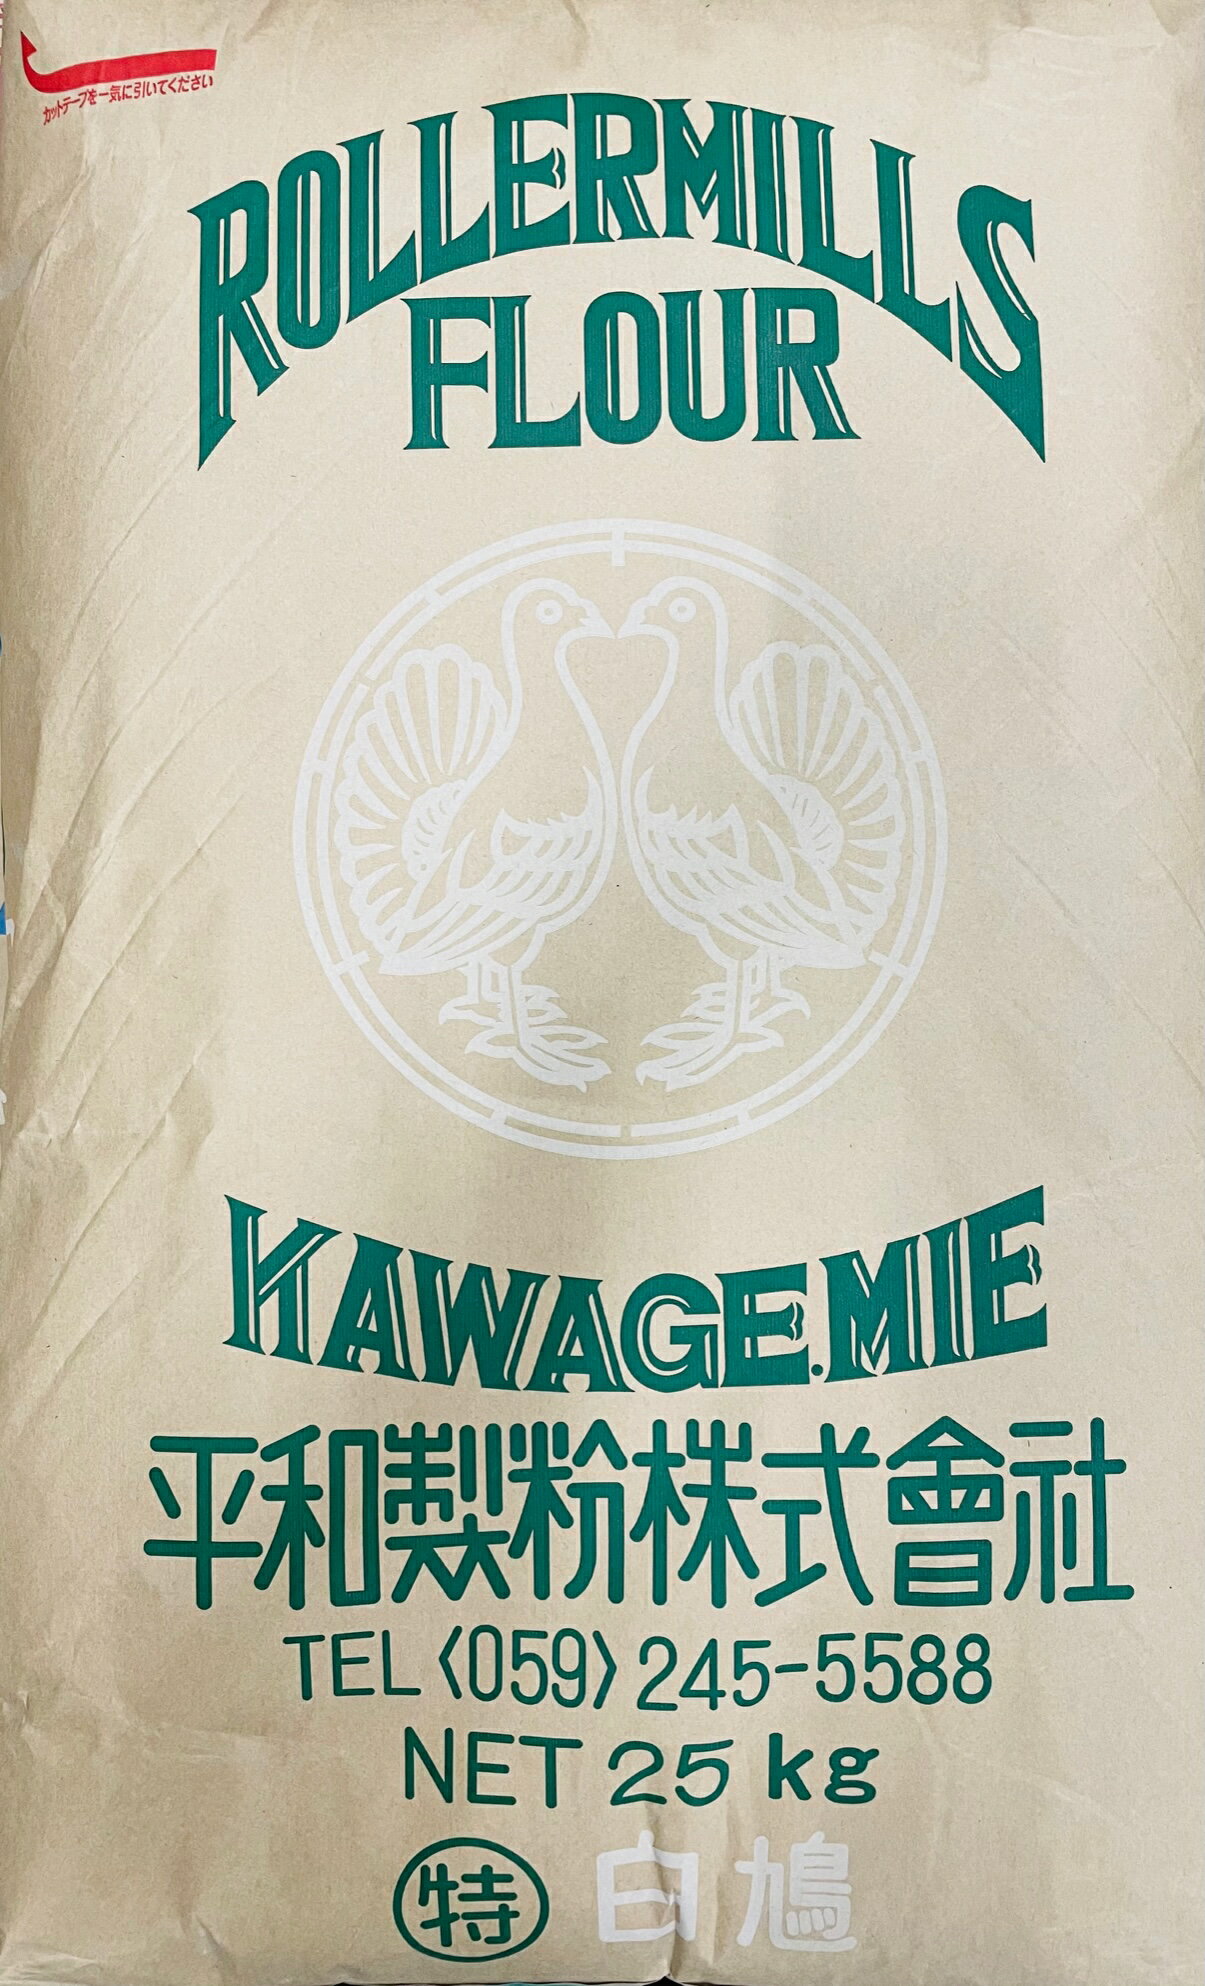 カットテープを一気に引いてください
ROLLERMILLS
FLOUR
KAWAGE.MIE
平和製粉株式會社
TEL〈059〉245-5588
NET 25 kg
特 白鳩